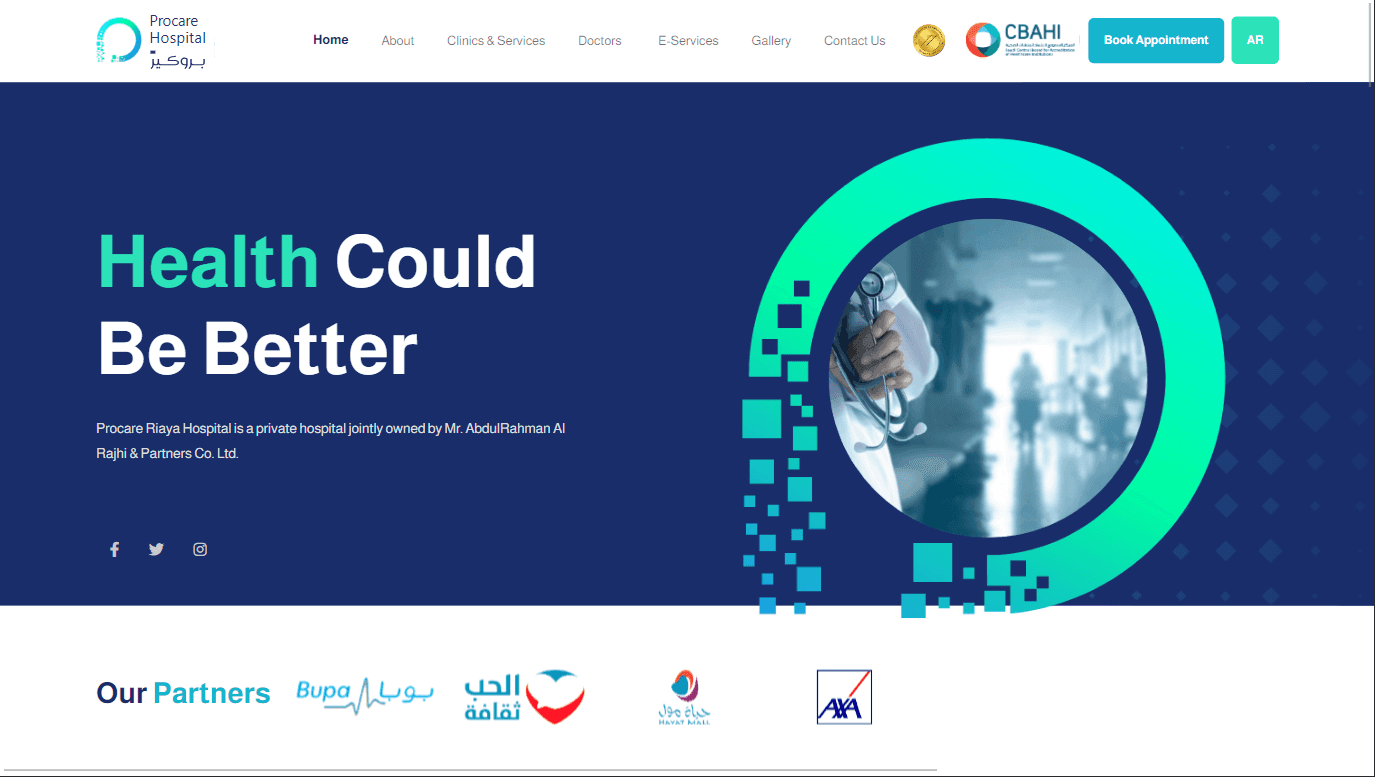 Procare
Hospital
بروكير
Home
About
Clinics & Services
Doctors
E-Services
Gallery
Contact Us
CBAHI
Book Appointment
AR
Health Could
Be Better
Procare Riaya Hospital is a private hospital jointly owned by Mr. AbdulRahman Al
Rajhi & Partners Co. Ltd.
Our Partners
Bupa بوبا
الحب
ثقافة
حياة مول
HAYAT MALL
AXA